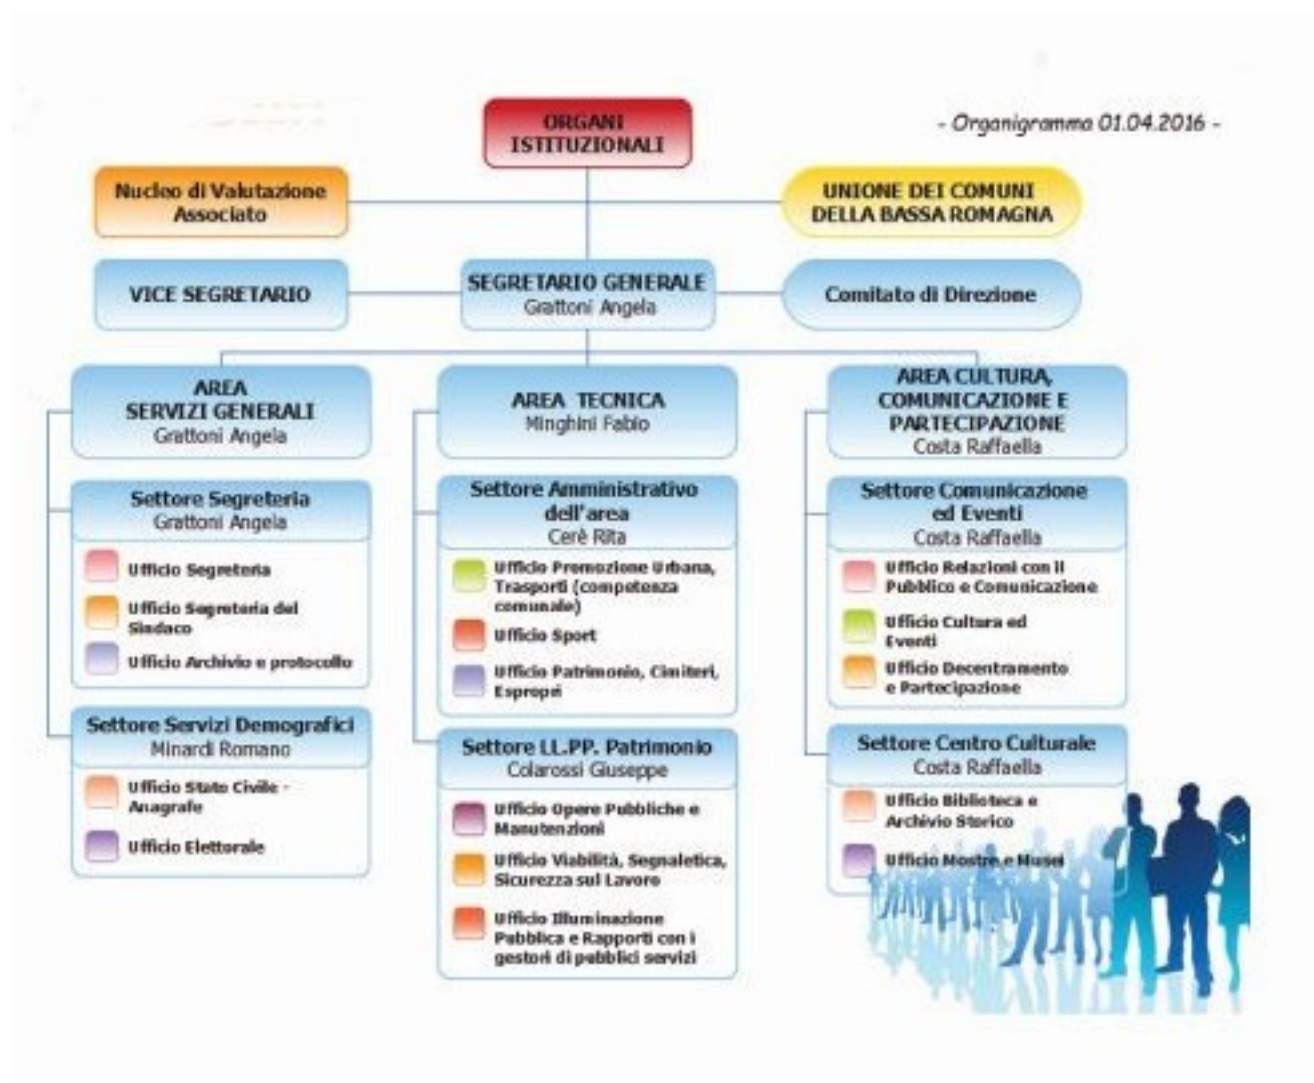 - Organigramma 01.04.2016 -
ORGANI
ISTITUZIONALI
Nucleo di Valutazione
Associato
UNIONE DEI COMUNI
DELLA BASSA ROMAGNA
VICE SEGRETARIO
SEGRETARIO GENERALE
Grattoni Angela
Comitato di Direzione
AREA
SERVIZI GENERALI
Grattoni Angela
Settore Segreteria
Grattoni Angela
Ufficio Segreteria
Ufficio Segreteria del
Sindaco
Ufficio Archivio e protocollo
Settore Servizi Demografici
Minardi Romano
Ufficio Stato Civile -
Anagrafe
Ufficio Elettorale
AREA TECNICA
Minghini Fabio
Settore Amministrativo
dell'area
Cerè Rita
Ufficio Promozione Urbana,
Trasporti (competenza
comunale)
Ufficio Sport
Ufficio Patrimonio, Cimiteri,
Espropri
Settore LL.PP. Patrimonio
Colarossi Giuseppe
Ufficio Opere Pubbliche e
Manutenzioni
Ufficio Viabilità, Segnaletica,
Sicurezza sul Lavoro
Ufficio Illuminazione
Pubblica e Rapporti con i
gestori di pubblici servizi
AREA CULTURA,
COMUNICAZIONE E
PARTECIPAZIONE
Costa Raffaella
Settore Comunicazione
ed Eventi
Costa Raffaella
Ufficio Relazioni con il
Pubblico e Comunicazione
Ufficio Cultura ed
Eventi
Ufficio Decentramento
e Partecipazione
Settore Centro Culturale
Costa Raffaella
Ufficio Biblioteca e
Archivio Storico
Ufficio Mostre e Musei